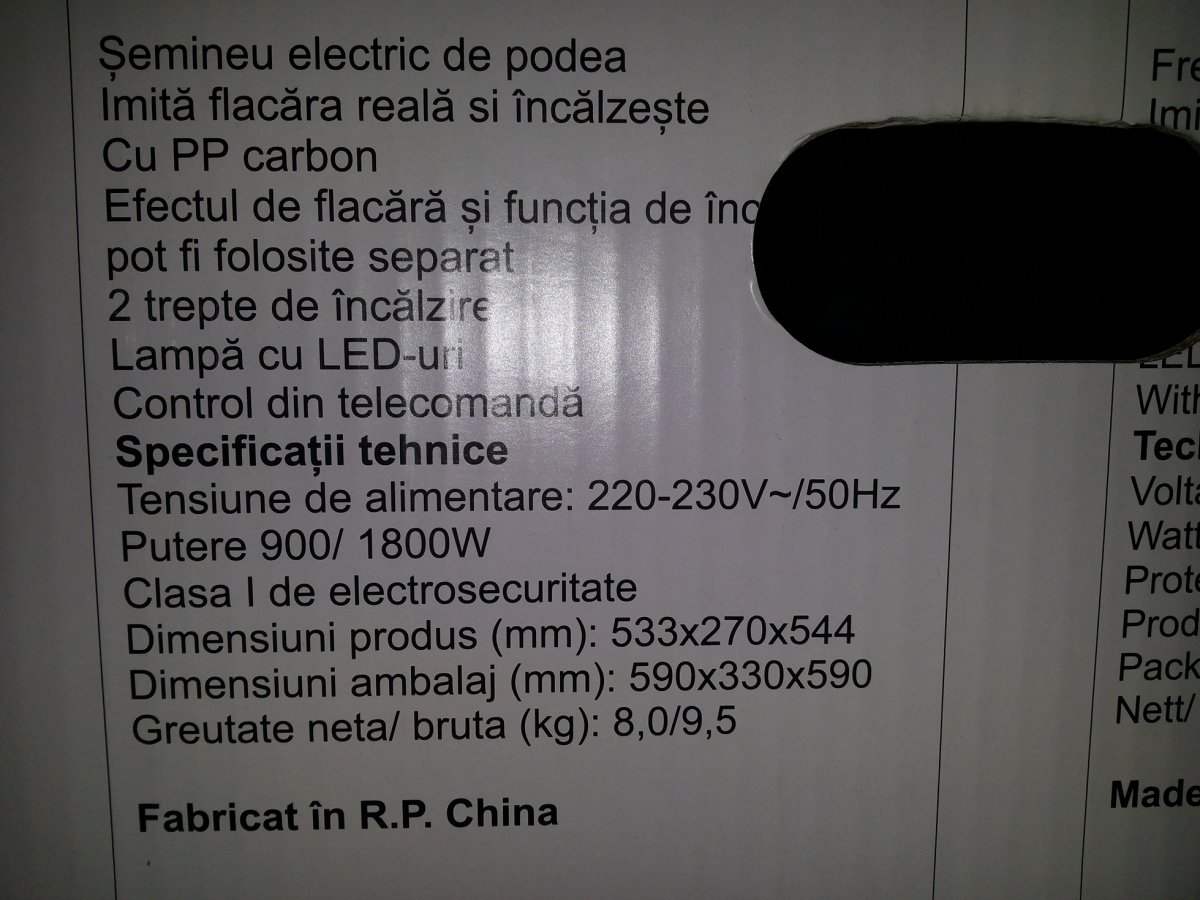 Șemineu electric de podea
Imită flacăra reală si încălzește
Cu PP carbon
Efectul de flacără și funcția de înc
pot fi folosite separat
2 trepte de încălzire
Lampă cu LED-uri
Control din telecomandă
Specificații tehnice
Tensiune de alimentare: 220-230V~/50Hz
Putere 900/ 1800W
Clasa I de electrosecuritate
Dimensiuni produs (mm): 533x270x544
Dimensiuni ambalaj (mm): 590x330x590
Greutate neta/ bruta (kg): 8,0/9,5
Fabricat în R.P. China
Fre
Imi
LED
With
Tec
Volta
Watt
Prote
Prod
Pack
Nett/
Made